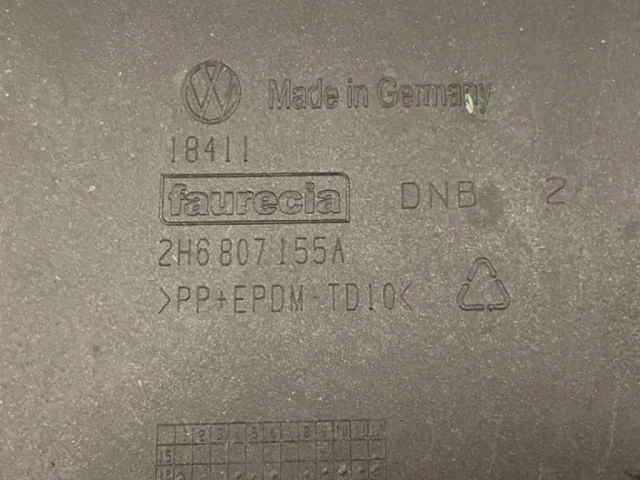 Made in Germany
18411
faurecia DNB 2
2H6 807 155A
>PP+EPDM-TD10<